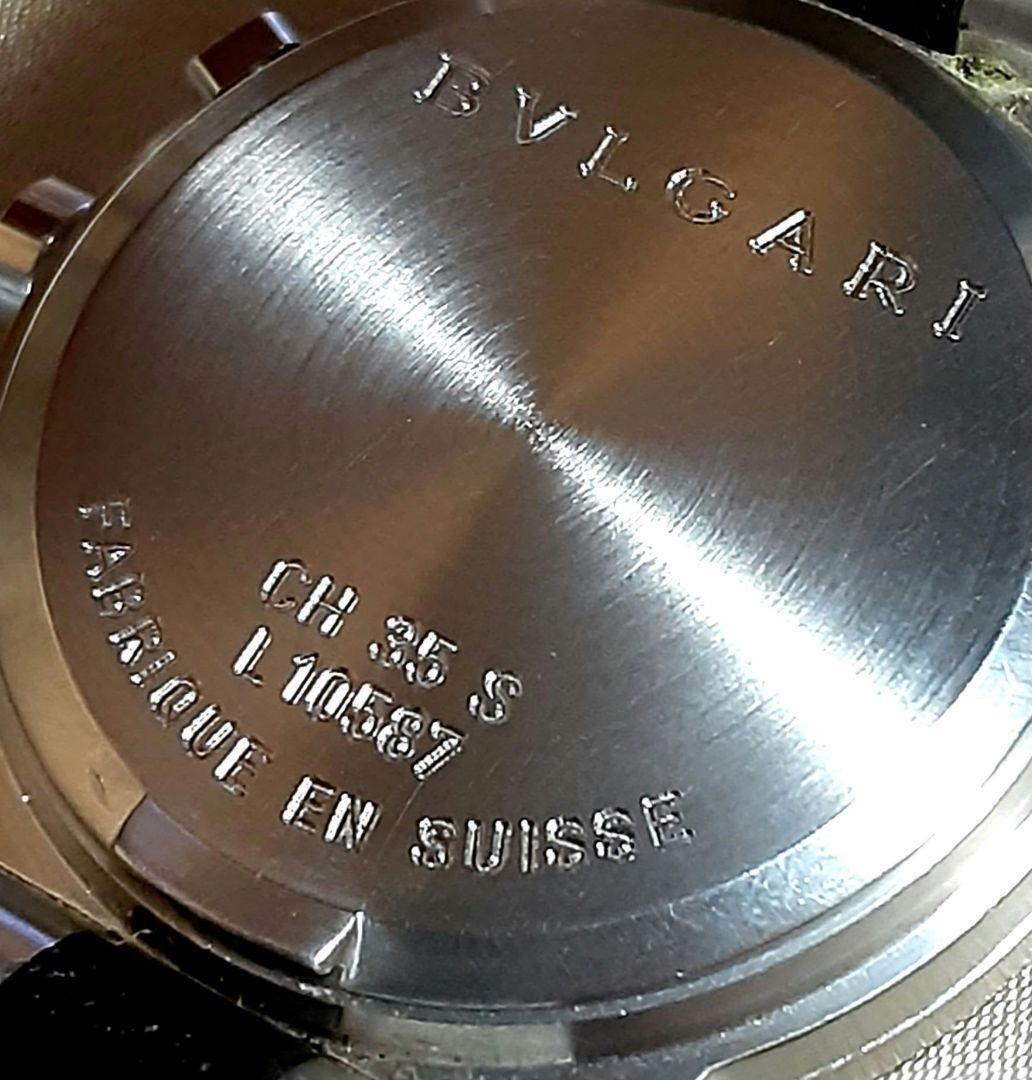 BVLGARI
CH 35 S
L 10587
FABRIQUE EN SUISSE